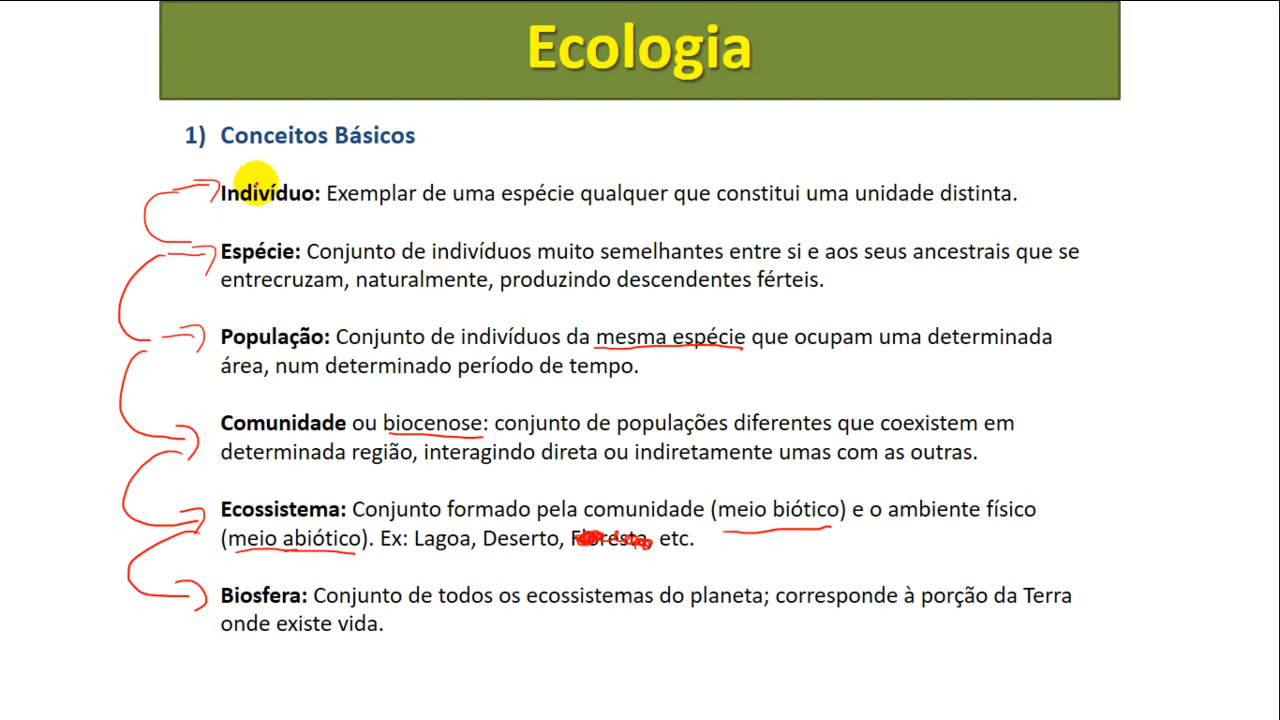 Ecologia
1) Conceitos Básicos
Indivíduo: Exemplar de uma espécie qualquer que constitui uma unidade distinta.
Espécie: Conjunto de indivíduos muito semelhantes entre si e aos seus ancestrais que se
entrecruzam, naturalmente, produzindo descendentes férteis.
População: Conjunto de indivíduos da mesma espécie que ocupam uma determinada
área, num determinado período de tempo.
Comunidade ou biocenose: conjunto de populações diferentes que coexistem em
determinada região, interagindo direta ou indiretamente umas com as outras.
Ecossistema: Conjunto formado pela comunidade (meio biótico) e o ambiente físico
(meio abiótico). Ex: Lagoa, Deserto, Floresta, etc.
Biosfera: Conjunto de todos os ecossistemas do planeta; corresponde à porção da Terra
onde existe vida.